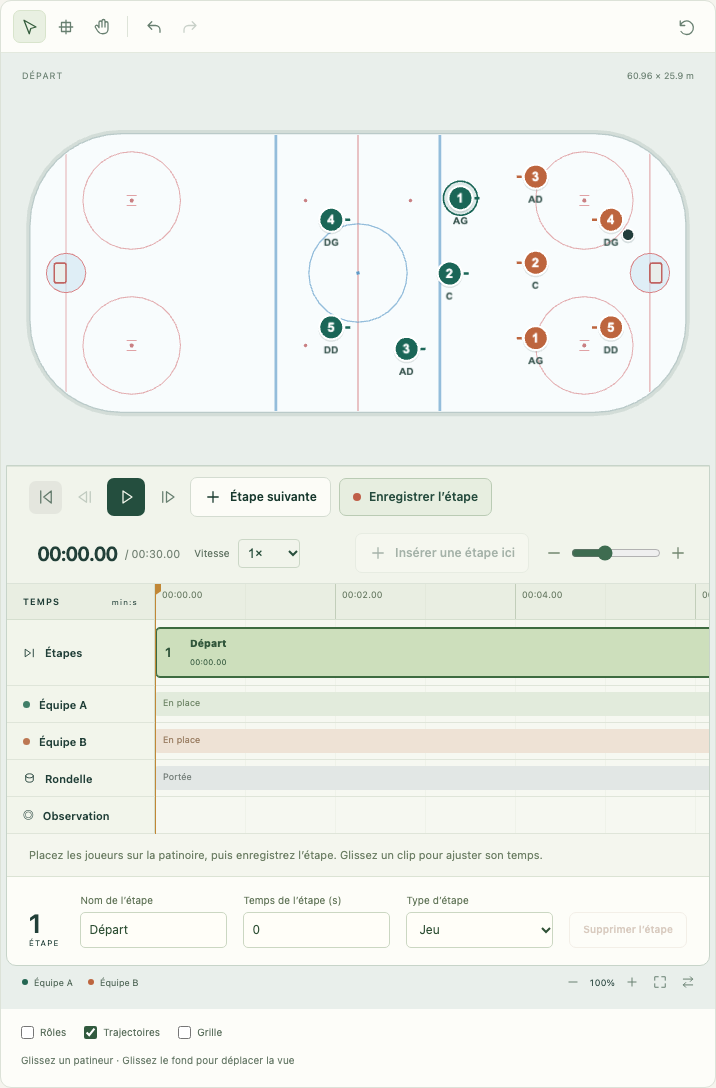 DÉPART
60.96 × 25.9 m
3
AD
1
AG
4
DG
4
DG
2
C
2
C
5
DD
1
AG
5
DD
3
AD
Étape suivante
Enregistrer l'étape
00:00.00 / 00:30.00
Vitesse
1×
Insérer une étape ici
TEMPS
min:s
00:00.00
00:02.00
00:04.00
Étapes
1
Départ
00:00.00
Équipe A
En place
Équipe B
En place
Rondelle
Portée
Observation
Placez les joueurs sur la patinoire, puis enregistrez l'étape. Glissez un clip pour ajuster son temps.
1
ÉTAPE
Nom de l'étape
Départ
Temps de l'étape (s)
0
Type d'étape
Jeu
Supprimer l'étape
Équipe A
Équipe B
100%
Rôles
Trajectoires
Grille
Glissez un patineur · Glissez le fond pour déplacer la vue